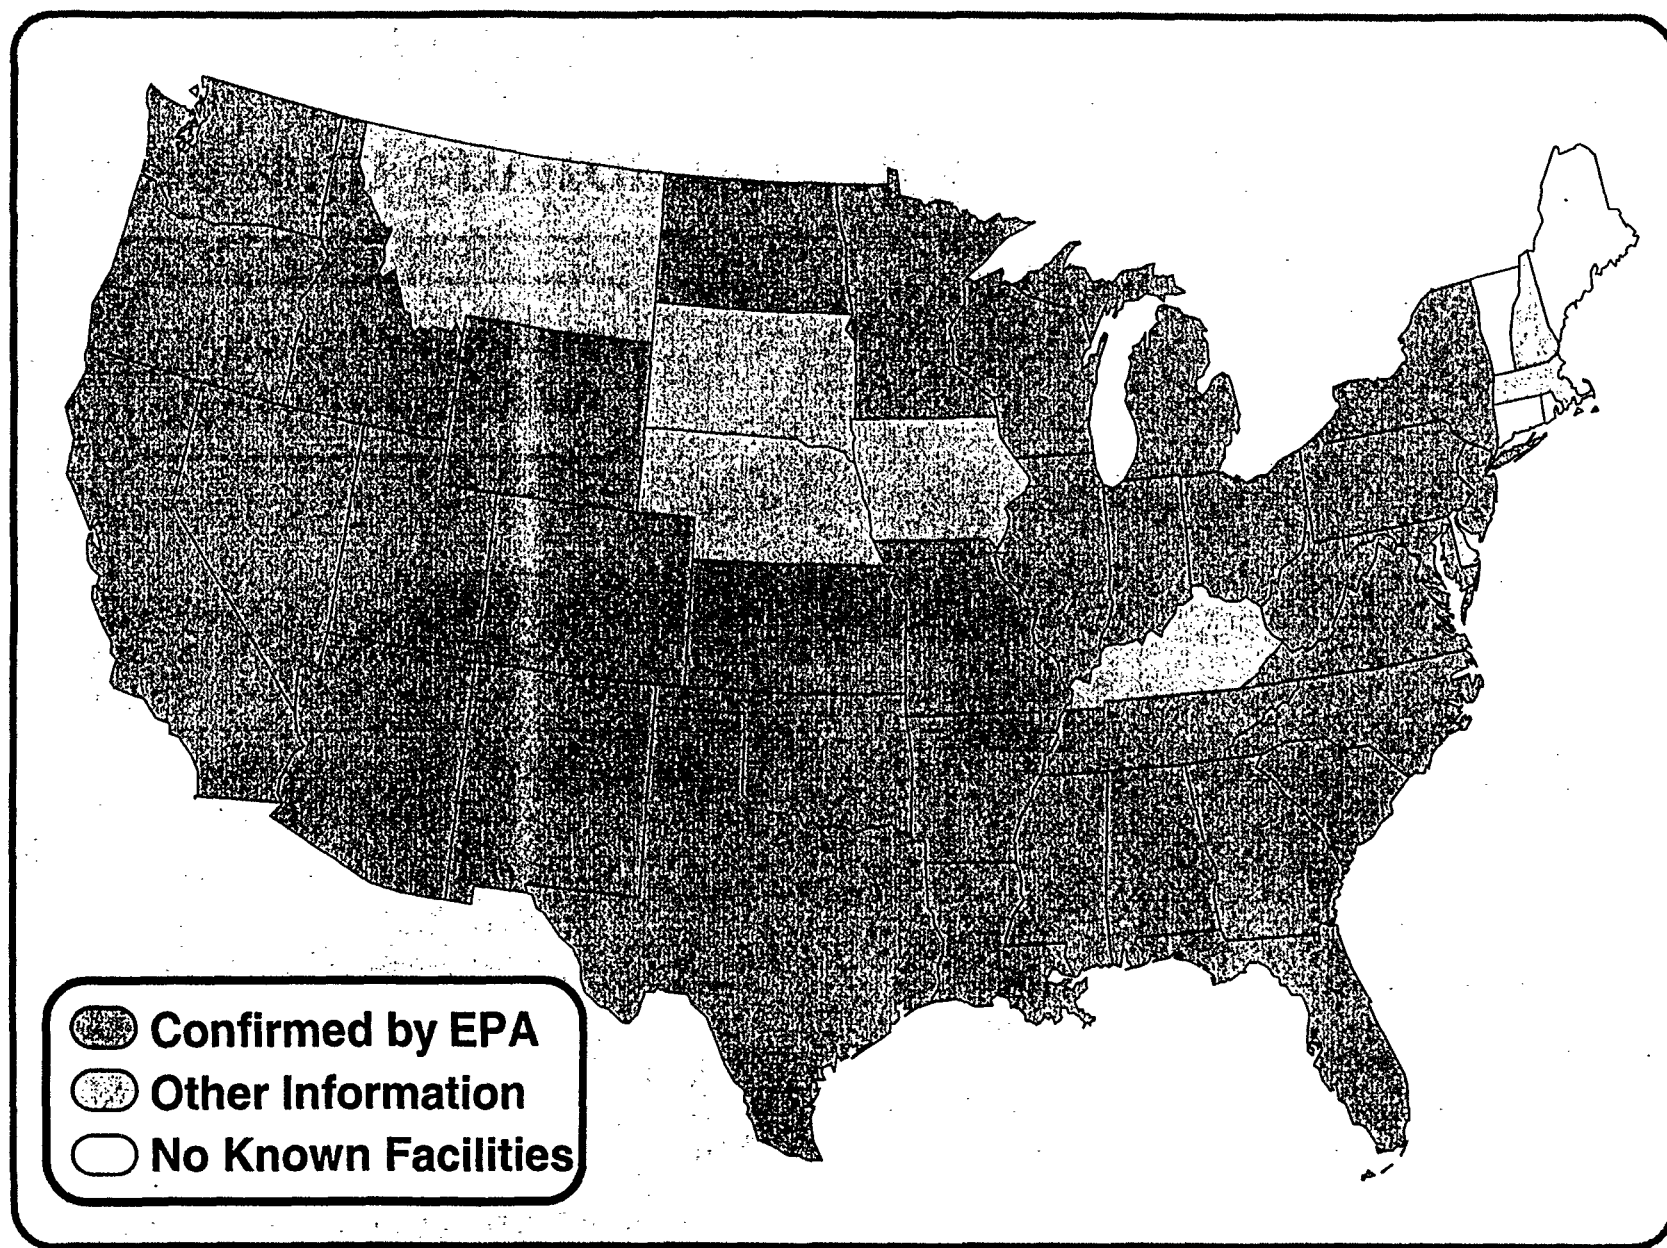 Confirmed by EPA
Other Information
No Known Facilities